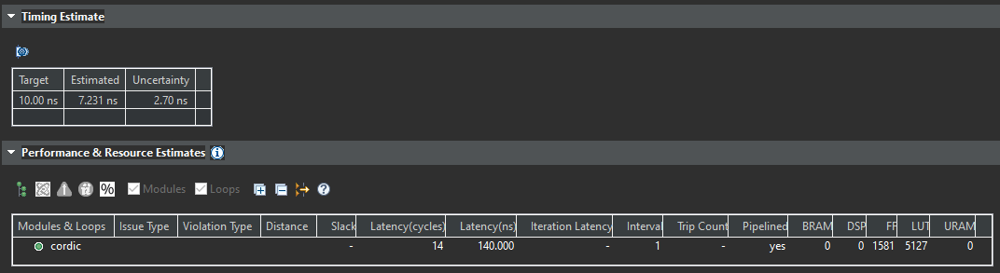 Timing Estimate
Target Estimated Uncertainty
10.00 ns 7.231 ns 2.70 ns
Performance & Resource Estimates
% Modules Loops
Modules & Loops Issue Type Violation Type Distance Slack Latency(cycles) Latency(ns) Iteration Latency Interval Trip Count Pipelined BRAM DSP FF LUT URAM
cordic - 14 140.000 - 1 - yes 0 0 1581 5127 0